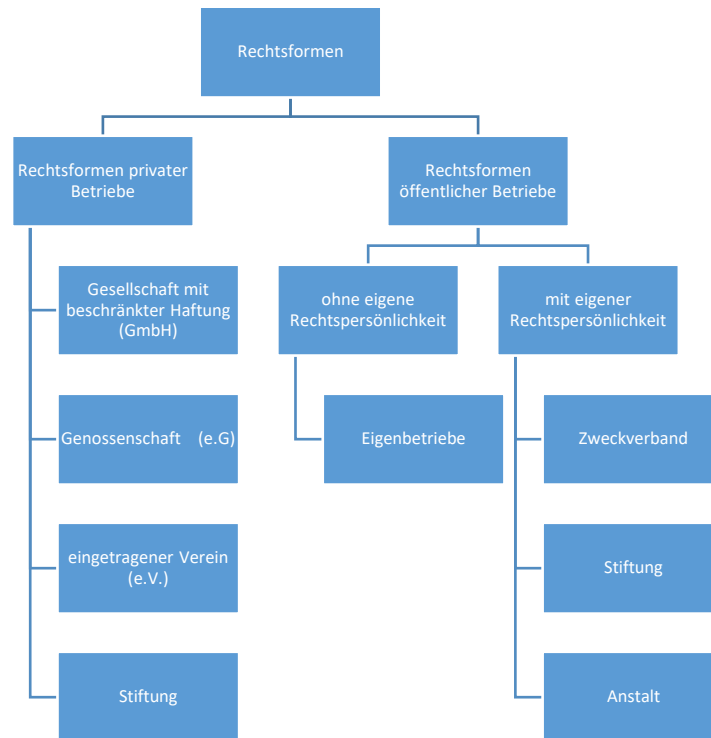 Rechtsformen
Rechtsformen privater
Betriebe
Rechtsformen
öffentlicher Betriebe
Gesellschaft mit
beschränkter Haftung
(GmbH)
ohne eigene
Rechtspersönlichkeit
mit eigener
Rechtspersönlichkeit
Genossenschaft (e.G)
Eigenbetriebe
Zweckverband
eingetragener Verein
(e.V.)
Stiftung
Stiftung
Anstalt